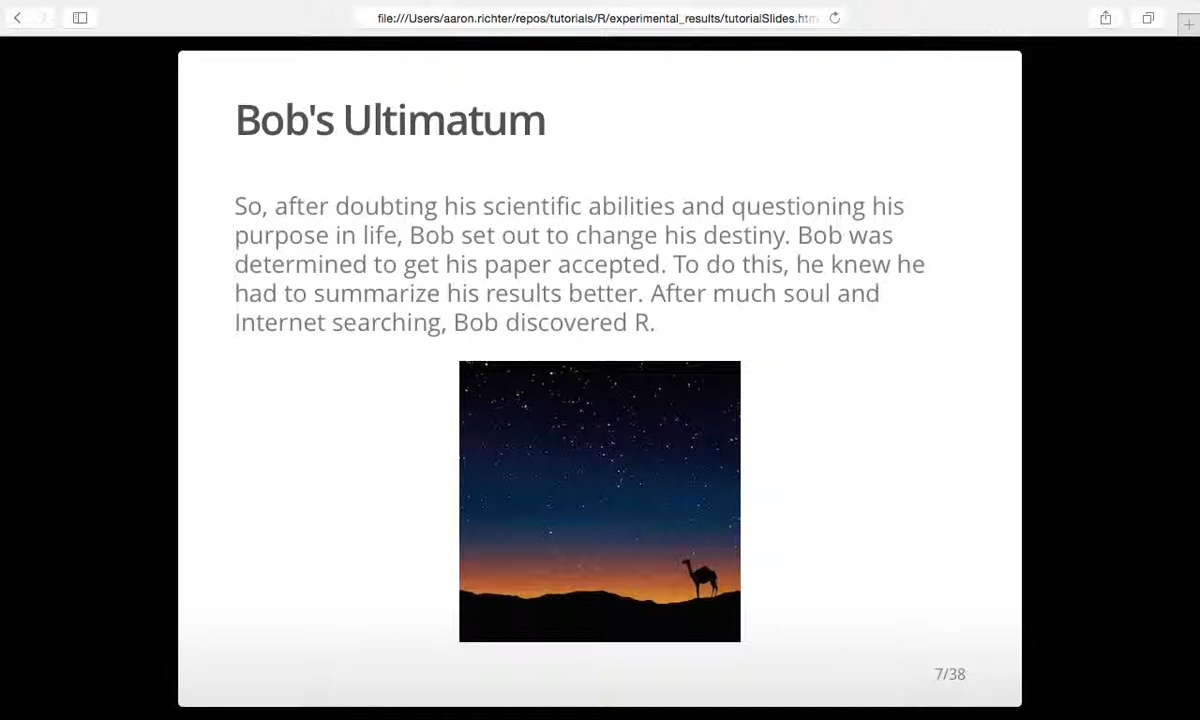 file:///Users/aaron.richter/repos/tutorials/R/experimental_results/tutorialSlides.htm
Bob's Ultimatum
So, after doubting his scientific abilities and questioning his
purpose in life, Bob set out to change his destiny. Bob was
determined to get his paper accepted. To do this, he knew he
had to summarize his results better. After much soul and
Internet searching, Bob discovered R.
7/38